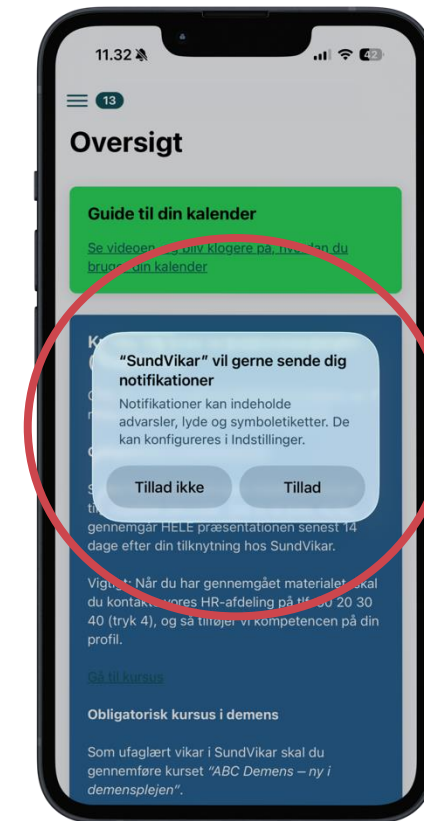 11.32
42
13
Oversigt
Guide til din kalender
Se videoen og bliv klogere på, hvordan du
bruger din kalender
“SundVikar” vil gerne sende dig
notifikationer
Notifikationer kan indeholde
advarsler, lyde og symboletiketter. De
kan konfigureres i Indstillinger.
Tillad ikke
Tillad
gennemgår HELE præsentationen senest 14
dage efter din tilknytning hos SundVikar.
Vigtigt: Når du har gennemgået materialet, skal
du kontakte vores HR-afdeling på tlf. 60 20 30
40 (tryk 4), og så tilføjer vi kompetencen på din
profil.
Gå til kursus
Obligatorisk kursus i demens
Som ufaglært vikar i SundVikar skal du
gennemføre kurset “ABC Demens – ny i
demensplejen”.